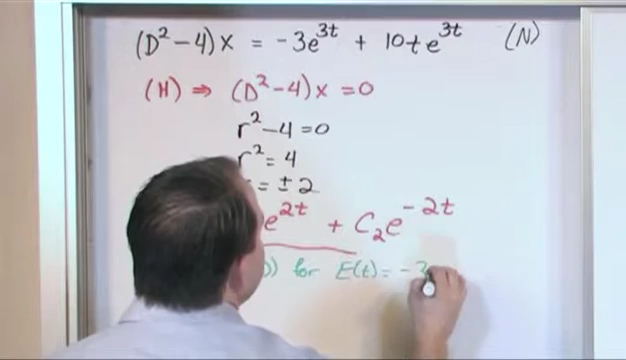 (D²-4)x = -3e³ᵗ + 10te³ᵗ (N)
(H) ⇒ (D²-4)x = 0
r²-4=0
r²=4
= ±2
e²ᵗ + C₂e⁻²ᵗ
) for E(t) = -3